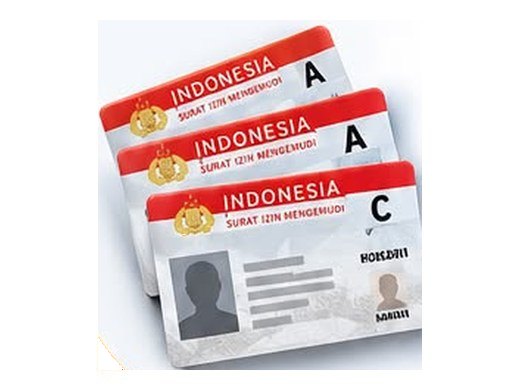 INDONESIA
SURAT IZIN MENGEMUDI
A
INDONESIA
SURAT IZIN MENGEMUDI
A
INDONESIA
SURAT IZIN MENGEMUDI
C